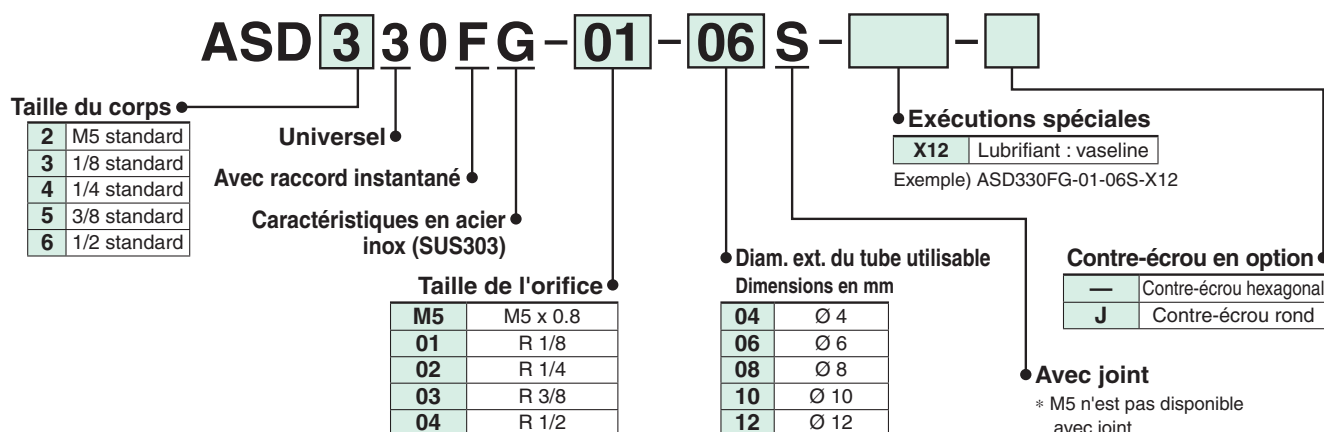 ASD 3 3 0 F G - 01 - 06 S - -
Taille du corps
2 M5 standard
3 1/8 standard
4 1/4 standard
5 3/8 standard
6 1/2 standard
Universel
Avec raccord instantané
Caractéristiques en acier
inox (SUS303)
Taille de l'orifice
M5 M5 x 0.8
01 R 1/8
02 R 1/4
03 R 3/8
04 R 1/2
Diam. ext. du tube utilisable
Dimensions en mm
04 Ø 4
06 Ø 6
08 Ø 8
10 Ø 10
12 Ø 12
Exécutions spéciales
X12 Lubrifiant : vaseline
Exemple) ASD330FG-01-06S-X12
Avec joint
* M5 n'est pas disponible
avec joint
Contre-écrou en option
— Contre-écrou hexagonal
J Contre-écrou rond